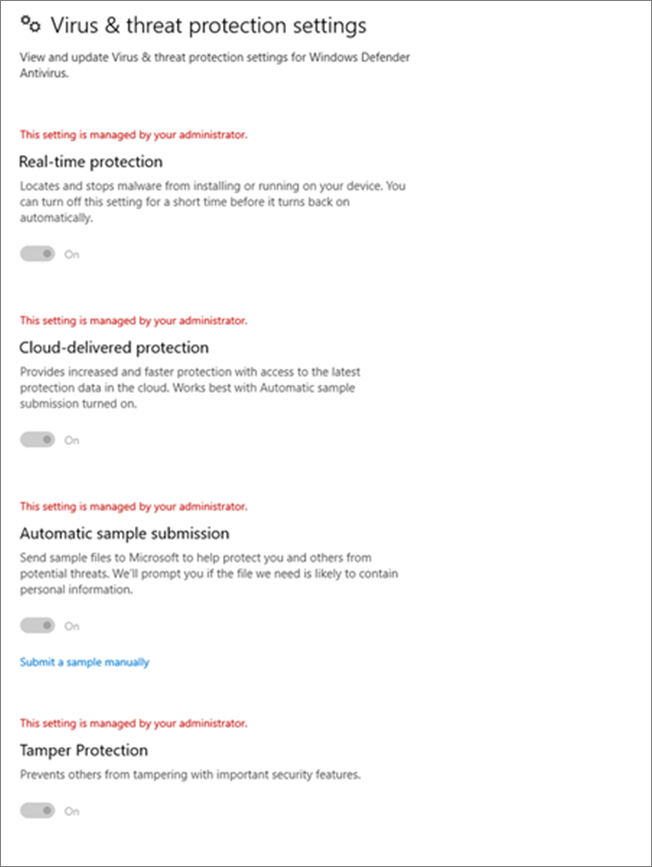 Virus & threat protection settings
View and update Virus & threat protection settings for Windows Defender
Antivirus.
This setting is managed by your administrator.
Real-time protection
Locates and stops malware from installing or running on your device. You
can turn off this setting for a short time before it turns back on
automatically.
On
This setting is managed by your administrator.
Cloud-delivered protection
Provides increased and faster protection with access to the latest
protection data in the cloud. Works best with Automatic sample
submission turned on.
On
This setting is managed by your administrator.
Automatic sample submission
Send sample files to Microsoft to help protect you and others from
potential threats. We'll prompt you if the file we need is likely to contain
personal information.
On
Submit a sample manually
This setting is managed by your administrator.
Tamper Protection
Prevents others from tampering with important security features.
On